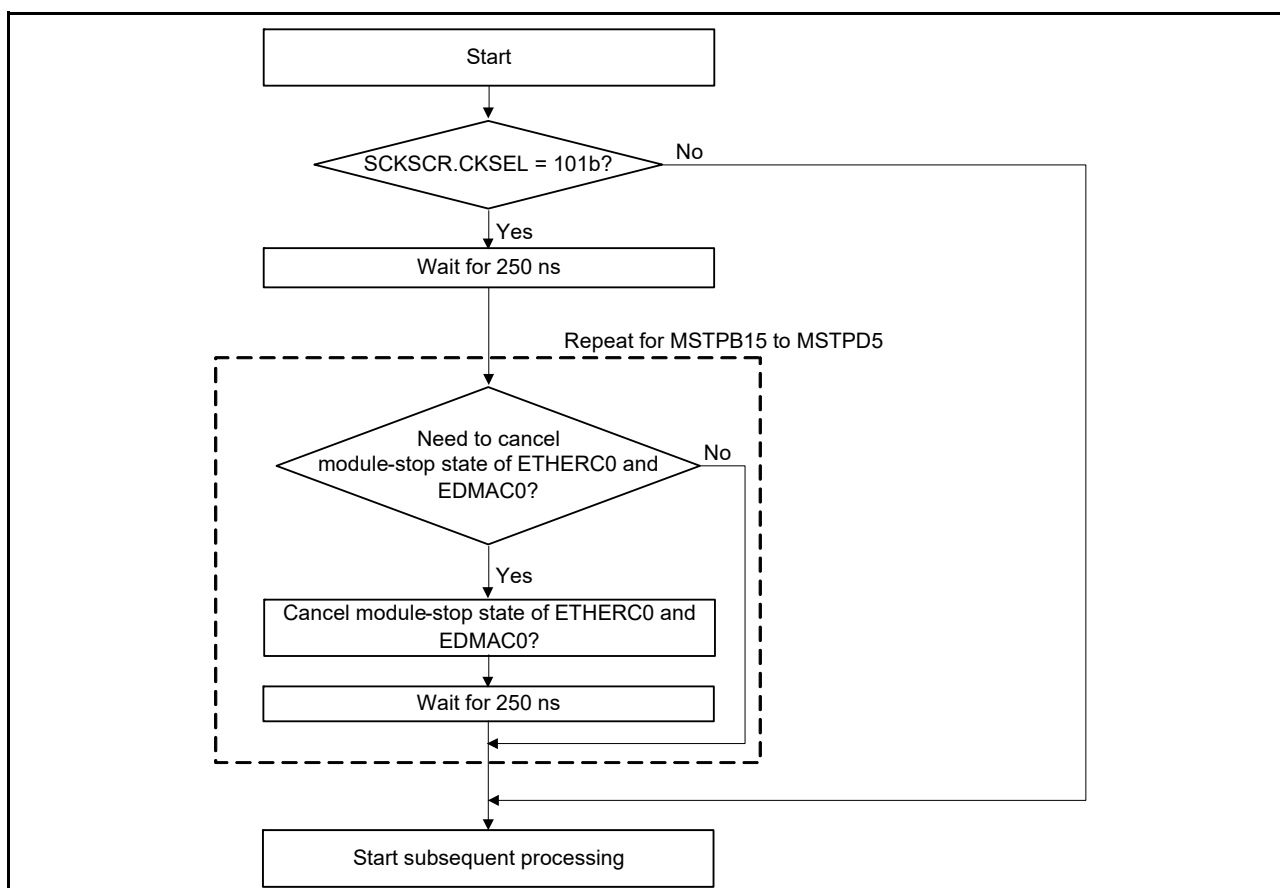 Start
SCKSCR.CKSEL = 101b?
No
Yes
Wait for 250 ns
Repeat for MSTPB15 to MSTPD5
Need to cancel
module-stop state of ETHERC0 and
EDMAC0?
No
Yes
Cancel module-stop state of ETHERC0 and
EDMAC0?
Wait for 250 ns
Start subsequent processing